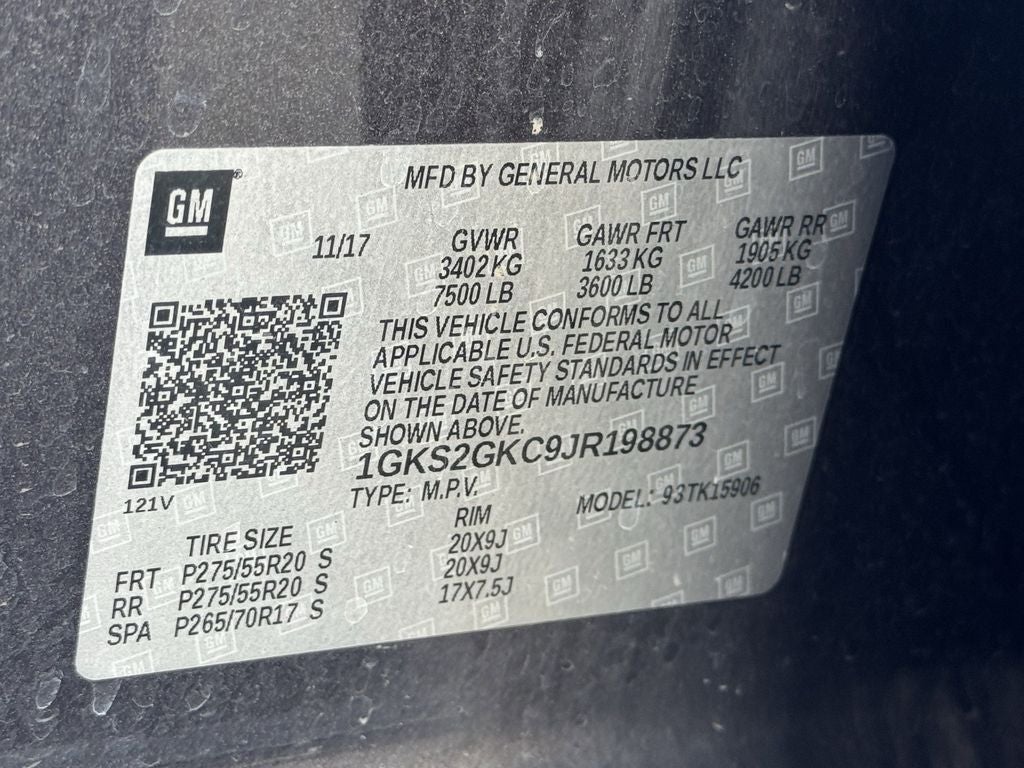 GM
MFD BY GENERAL MOTORS LLC
11/17
GVWR GAWR FRT GAWR RR
3402 KG 1633 KG 1905 KG
7500 LB 3600 LB 4200 LB
THIS VEHICLE CONFORMS TO ALL
APPLICABLE U.S. FEDERAL MOTOR
VEHICLE SAFETY STANDARDS IN EFFECT
ON THE DATE OF MANUFACTURE
SHOWN ABOVE.
1GKS2GKC9JR198873
121V
TYPE: M.P.V. MODEL: 93TK15906
TIRE SIZE RIM
FRT P275/55R20 S 20X9J
RR P275/55R20 S 20X9J
SPA P265/70R17 S 17X7.5J